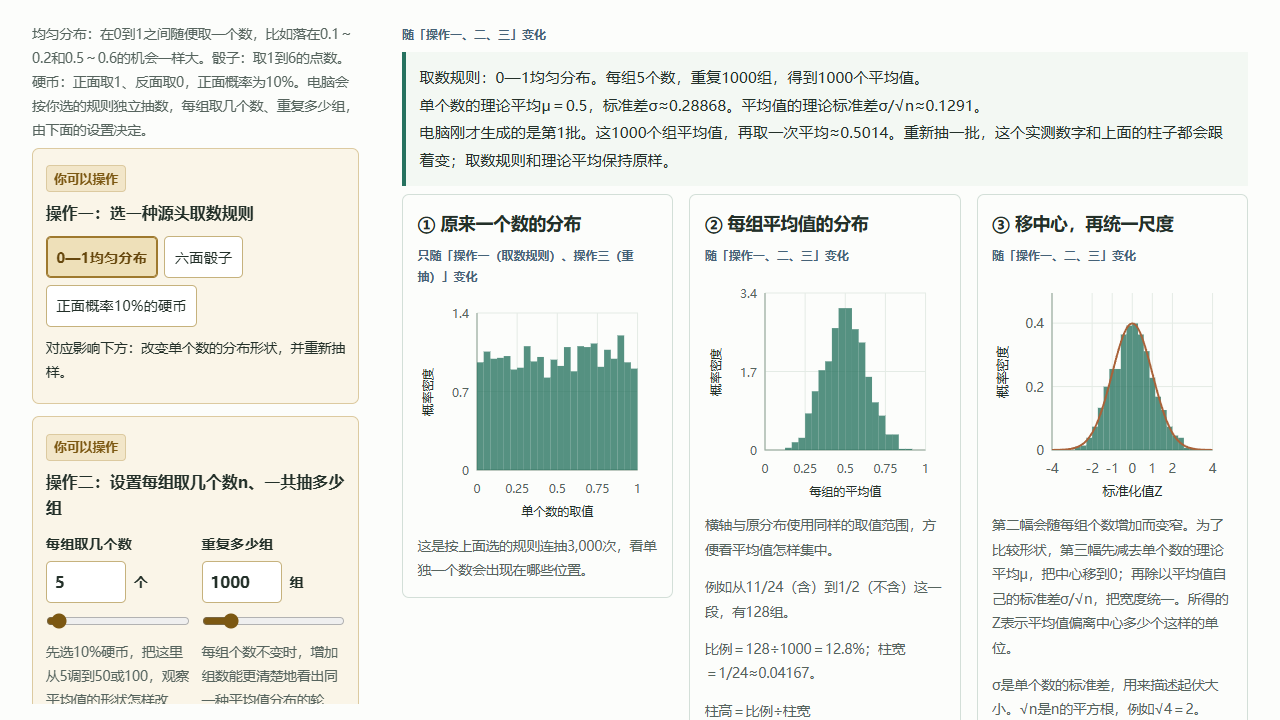 均匀分布：在0到1之间随便取一个数，比如落在0.1～
0.2和0.5～0.6的机会一样大。骰子：取1到6的点数。
硬币：正面取1、反面取0，正面概率为10%。电脑会
按你选的规则独立抽数，每组取几个数、重复多少组，
由下面的设置决定。
你可以操作
操作一：选一种源头取数规则
0—1均匀分布
六面骰子
正面概率10%的硬币
对应影响下方：改变单个数的分布形状，并重新抽
样。
你可以操作
操作二：设置每组取几个数n、一共抽多少
组
每组取几个数
重复多少组
5
个
1000
组
先选10%硬币，把这里
从5调到50或100，观察
平均值的形状怎样改
每组个数不变时，增加
组数能更清楚地看出同
一种平均值分布的轮
随「操作一、二、三」变化
取数规则：0—1均匀分布。每组5个数，重复1000组，得到1000个平均值。
单个数的理论平均μ＝0.5，标准差σ≈0.28868。平均值的理论标准差σ/√n≈0.1291。
电脑刚才生成的是第1批。这1000个组平均值，再取一次平均≈0.5014。重新抽一批，这个实测数字和上面的柱子都会跟
着变；取数规则和理论平均保持原样。
① 原来一个数的分布
只随「操作一（取数规则）、操作三（重
抽）」变化
1.4
0.7
0
概率密度
0
0.25
0.5
0.75
1
单个数的取值
这是按上面选的规则连抽3,000次，看单
独一个数会出现在哪些位置。
② 每组平均值的分布
随「操作一、二、三」变化
3.4
1.7
0
概率密度
0
0.25
0.5
0.75
1
每组的平均值
横轴与原分布使用同样的取值范围，方
便看平均值怎样集中。
例如从11/24（含）到1/2（不含）这一
段，有128组。
比例＝128÷1000＝12.8%；柱宽
＝1/24≈0.04167。
柱高＝比例÷柱宽
③ 移中心，再统一尺度
随「操作一、二、三」变化
0.4
0.2
0
概率密度
-4
-2
-1
0
1
2
4
标准化值Z
第二幅会随每组个数增加而变窄。为了
比较形状，第三幅先减去单个数的理论
平均μ，把中心移到0；再除以平均值自
己的标准差σ/√n，把宽度统一。所得的
Z表示平均值偏离中心多少个这样的单
位。
σ是单个数的标准差，用来描述起伏大
小。√n是n的平方根，例如√4＝2。